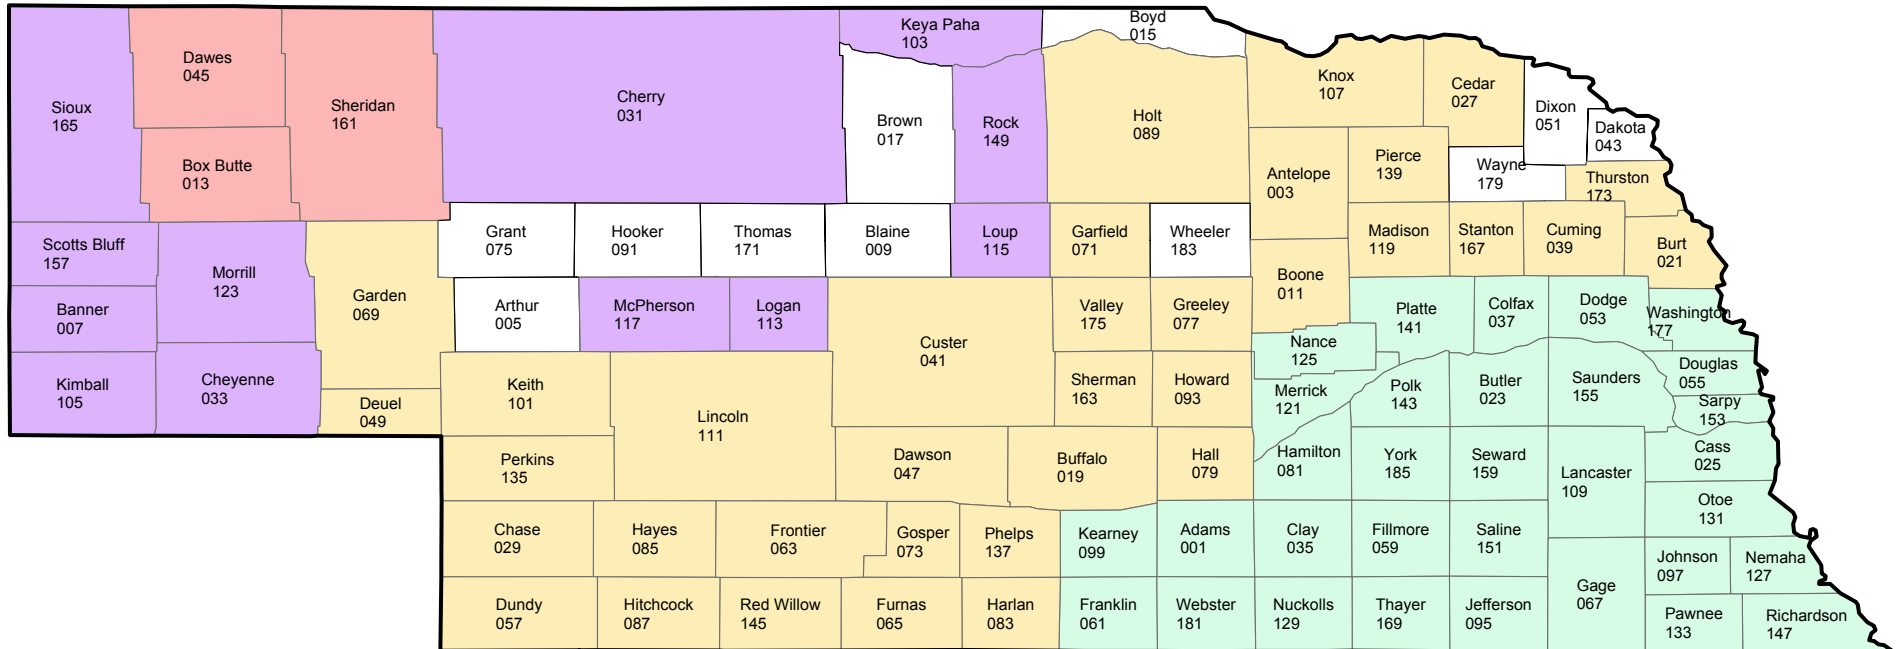 Sioux
165
Dawes
045
Sheridan
161
Box Butte
013
Cherry
031
Keya Paha
103
Boyd
015
Brown
017
Rock
149
Holt
089
Knox
107
Cedar
027
Dixon
051
Dakota
043
Antelope
003
Pierce
139
Wayne
179
Thurston
173
Scotts Bluff
157
Morrill
123
Banner
007
Kimball
105
Cheyenne
033
Garden
069
Deuel
049
Grant
075
Hooker
091
Thomas
171
Blaine
009
Loup
115
Garfield
071
Wheeler
183
Boone
011
Madison
119
Stanton
167
Cuming
039
Burt
021
Arthur
005
McPherson
117
Logan
113
Custer
041
Valley
175
Greeley
077
Nance
125
Platte
141
Colfax
037
Dodge
053
Washington
177
Keith
101
Lincoln
111
Sherman
163
Howard
093
Merrick
121
Polk
143
Butler
023
Saunders
155
Douglas
055
Sarpy
153
Perkins
135
Dawson
047
Buffalo
019
Hall
079
Hamilton
081
York
185
Seward
159
Lancaster
109
Cass
025
Otoe
131
Chase
029
Hayes
085
Frontier
063
Gosper
073
Phelps
137
Kearney
099
Adams
001
Clay
035
Fillmore
059
Saline
151
Gage
067
Johnson
097
Nemaha
127
Dundy
057
Hitchcock
087
Red Willow
145
Furnas
065
Harlan
083
Franklin
061
Webster
181
Nuckolls
129
Thayer
169
Jefferson
095
Pawnee
133
Richardson
147